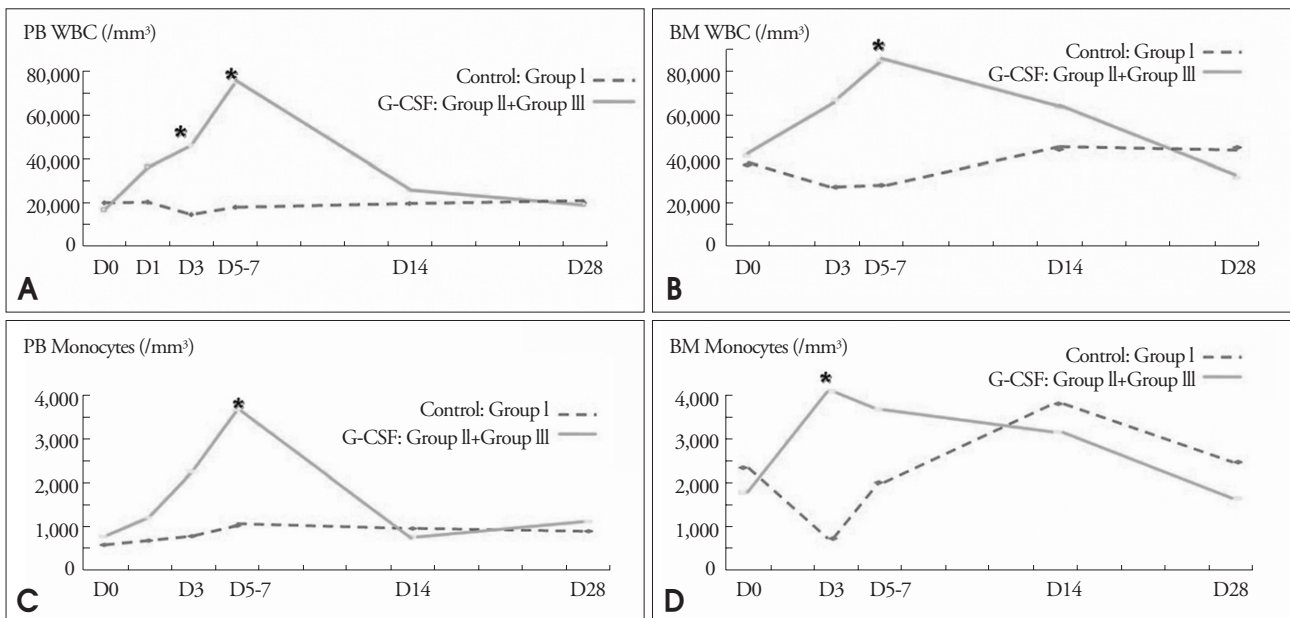 PB WBC (/mm³)
*
*
Control: Group Ⅰ
G-CSF: Group Ⅱ+Group Ⅲ
80,000
60,000
40,000
20,000
0
D0 D1 D3 D5-7 D14 D28
A
BM WBC (/mm³)
*
Control: Group Ⅰ
G-CSF: Group Ⅱ+Group Ⅲ
80,000
60,000
40,000
20,000
0
D0 D3 D5-7 D14 D28
B
PB Monocytes (/mm³)
*
Control: Group Ⅰ
G-CSF: Group Ⅱ+Group Ⅲ
4,000
3,000
2,000
1,000
0
D0 D3 D5-7 D14 D28
C
BM Monocytes (/mm³)
*
Control: Group Ⅰ
G-CSF: Group Ⅱ+Group Ⅲ
4,000
3,000
2,000
1,000
0
D0 D3 D5-7 D14 D28
D